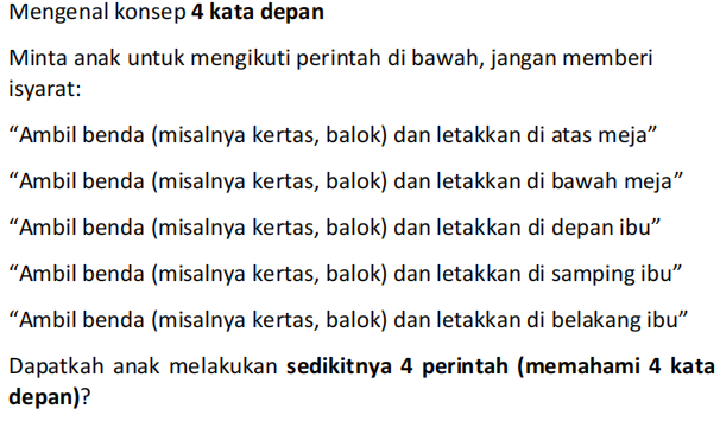 Mengenal konsep 4 kata depan
Minta anak untuk mengikuti perintah di bawah, jangan memberi
isyarat:
“Ambil benda (misalnya kertas, balok) dan letakkan di atas meja”
“Ambil benda (misalnya kertas, balok) dan letakkan di bawah meja”
“Ambil benda (misalnya kertas, balok) dan letakkan di depan ibu”
“Ambil benda (misalnya kertas, balok) dan letakkan di samping ibu”
“Ambil benda (misalnya kertas, balok) dan letakkan di belakang ibu”
Dapatkah anak melakukan sedikitnya 4 perintah (memahami 4 kata
depan)?